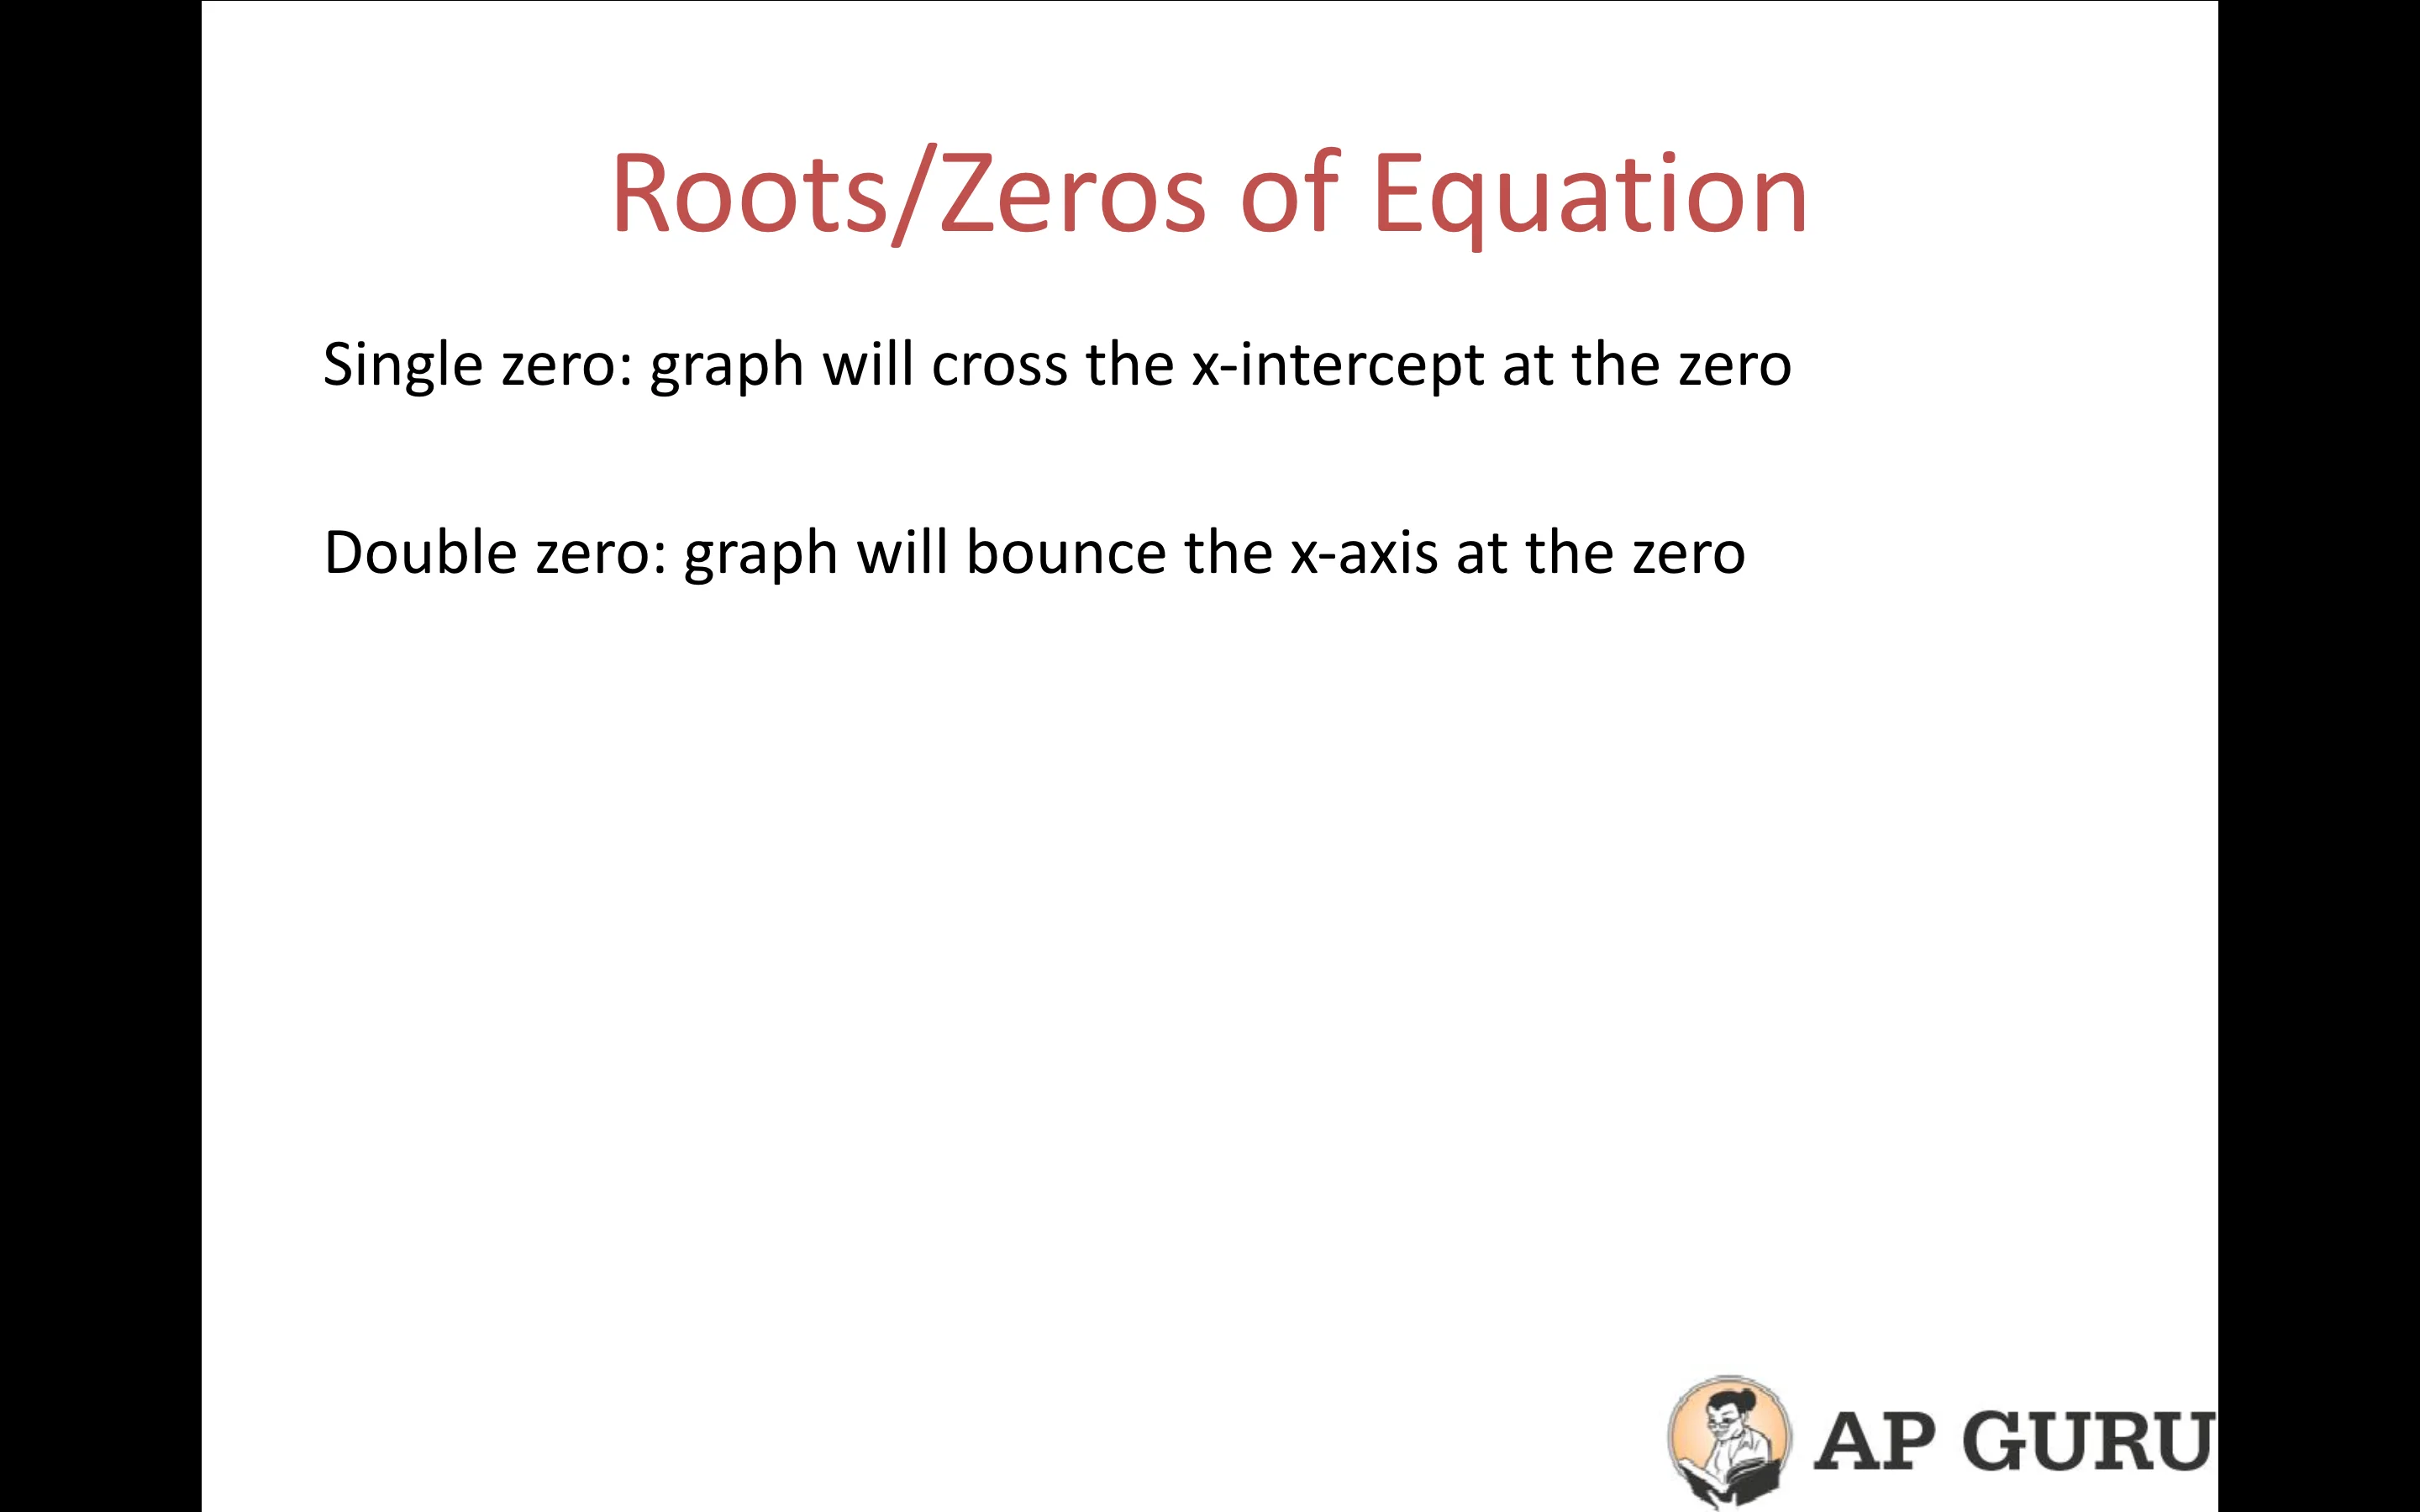 Roots/Zeros of Equation
Single zero: graph will cross the x-intercept at the zero
Double zero: graph will bounce the x-axis at the zero
AP GURU